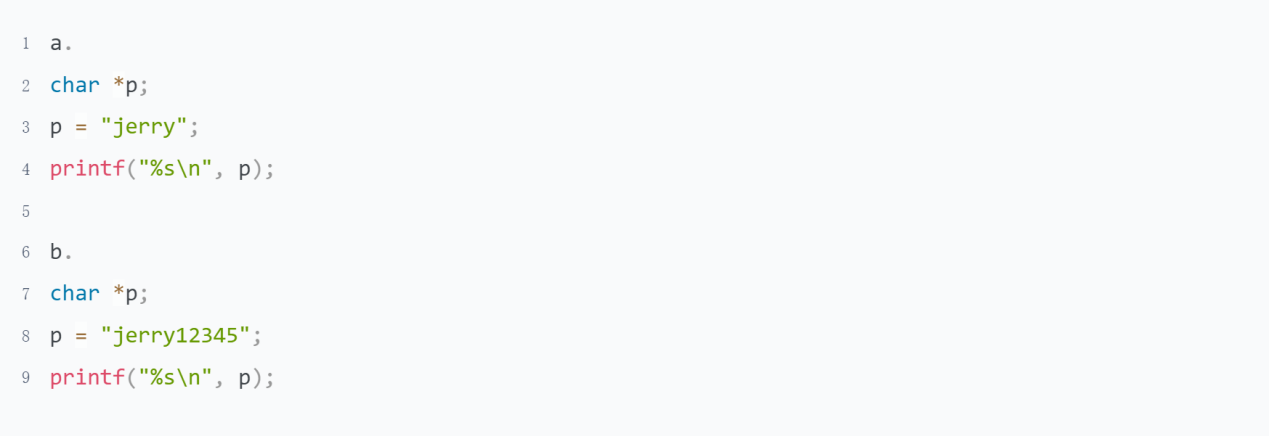 1 a.
2 char *p;
3 p = "jerry";
4 printf("%s\n", p);
5
6 b.
7 char *p;
8 p = "jerry12345";
9 printf("%s\n", p);